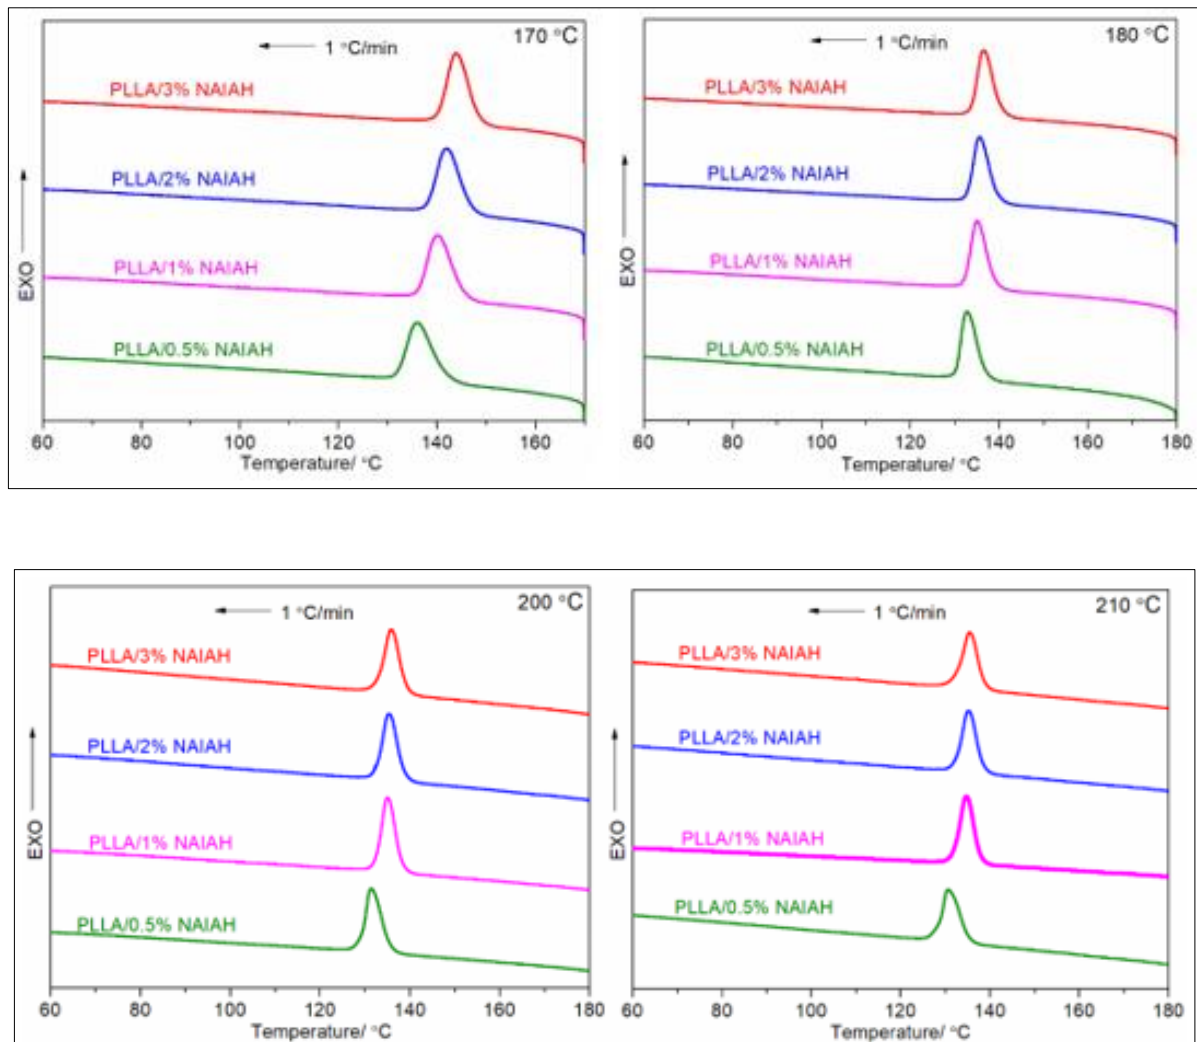 170 °C
1 °C/min
PLLA/3% NAIAH
PLLA/2% NAIAH
PLLA/1% NAIAH
PLLA/0.5% NAIAH
EXO
60 80 100 120 140 160
Temperature/ °C
180 °C
1 °C/min
PLLA/3% NAIAH
PLLA/2% NAIAH
PLLA/1% NAIAH
PLLA/0.5% NAIAH
EXO
60 80 100 120 140 160 180
Temperature/ °C
200 °C
1 °C/min
PLLA/3% NAIAH
PLLA/2% NAIAH
PLLA/1% NAIAH
PLLA/0.5% NAIAH
EXO
60 80 100 120 140 160 180
Temperature/ °C
210 °C
1 °C/min
PLLA/3% NAIAH
PLLA/2% NAIAH
PLLA/1% NAIAH
PLLA/0.5% NAIAH
EXO
60 80 100 120 140 160 180
Temperature/ °C